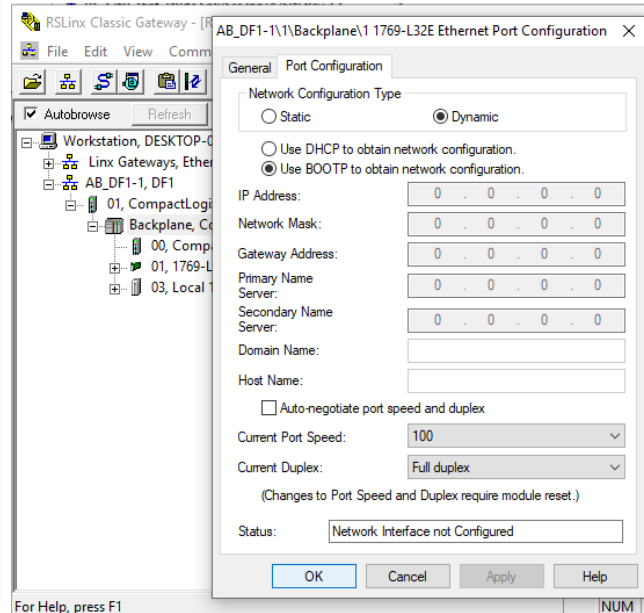 RSLinx Classic Gateway - [R
File Edit View Comm
Autobrowse Refresh
Workstation, DESKTOP-
Linx Gateways, Ether
AB_DF1-1, DF1
01, CompactLogi
Backplane, Co
00, Compa
01, 1769-L
03, Local 1
For Help, press F1
NUM
AB_DF1-1\1\Backplane\1 1769-L32E Ethernet Port Configuration
General Port Configuration
Network Configuration Type
Static Dynamic
Use DHCP to obtain network configuration.
Use BOOTP to obtain network configuration.
IP Address: 0 . 0 . 0 . 0
Network Mask: 0 . 0 . 0 . 0
Gateway Address: 0 . 0 . 0 . 0
Primary Name
Server: 0 . 0 . 0 . 0
Secondary Name
Server: 0 . 0 . 0 . 0
Domain Name:
Host Name:
Auto-negotiate port speed and duplex
Current Port Speed: 100
Current Duplex: Full duplex
(Changes to Port Speed and Duplex require module reset.)
Status: Network Interface not Configured
OK Cancel Apply Help